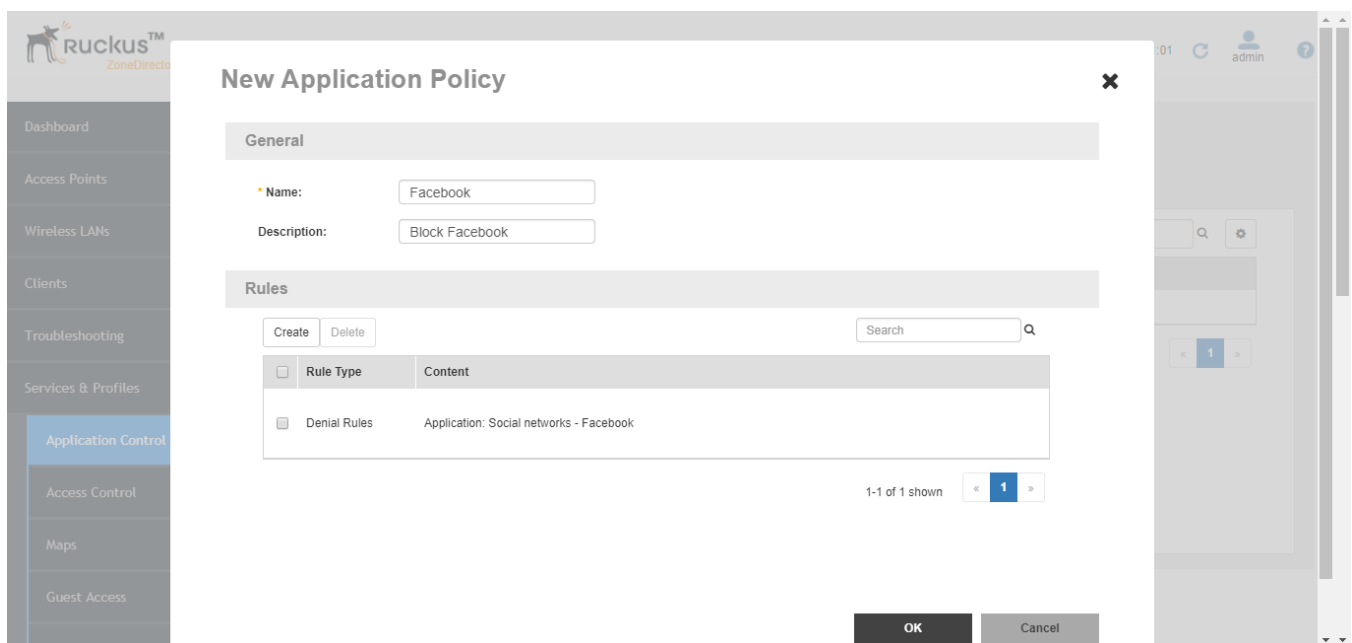 Ruckus™
ZoneDirecto
:01
admin
New Application Policy
General
* Name: Facebook
Description: Block Facebook
Rules
Create Delete Search
Rule Type Content
Denial Rules Application: Social networks - Facebook
1-1 of 1 shown « 1 »
OK Cancel
Dashboard
Access Points
Wireless LANs
Clients
Troubleshooting
Services & Profiles
Application Control
Access Control
Maps
Guest Access
« 1 »